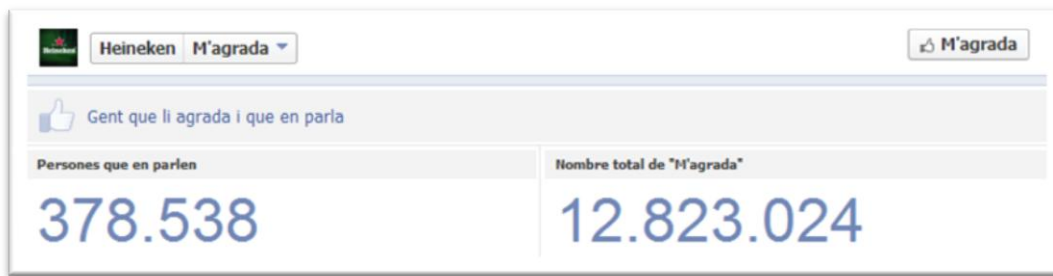 Heineken M'agrada
M'agrada
Gent que li agrada i que en parla
Persones que en parlen
Nombre total de "M'agrada"
378.538
12.823.024